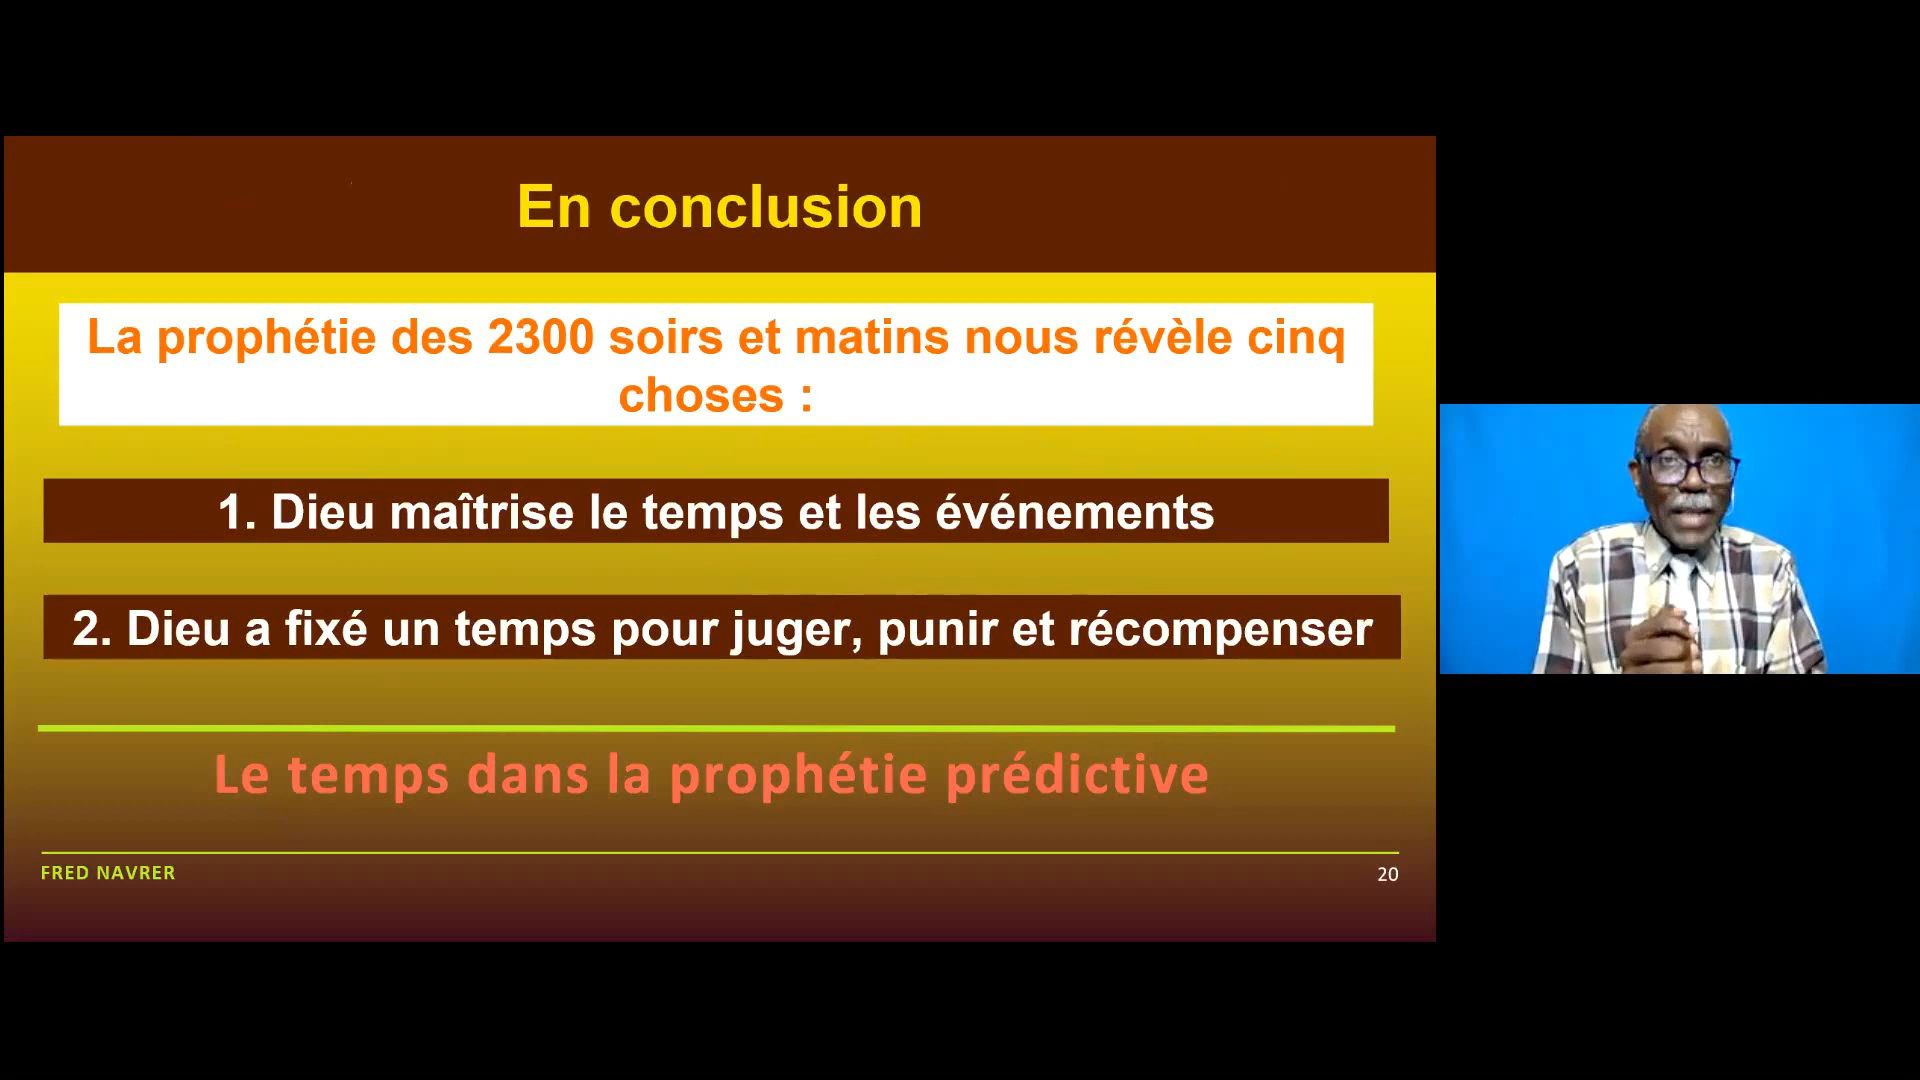 En conclusion
La prophétie des 2300 soirs et matins nous révèle cinq
choses :
1. Dieu maîtrise le temps et les événements
2. Dieu a fixé un temps pour juger, punir et récompenser
Le temps dans la prophétie prédictive
FRED NAVRER
20